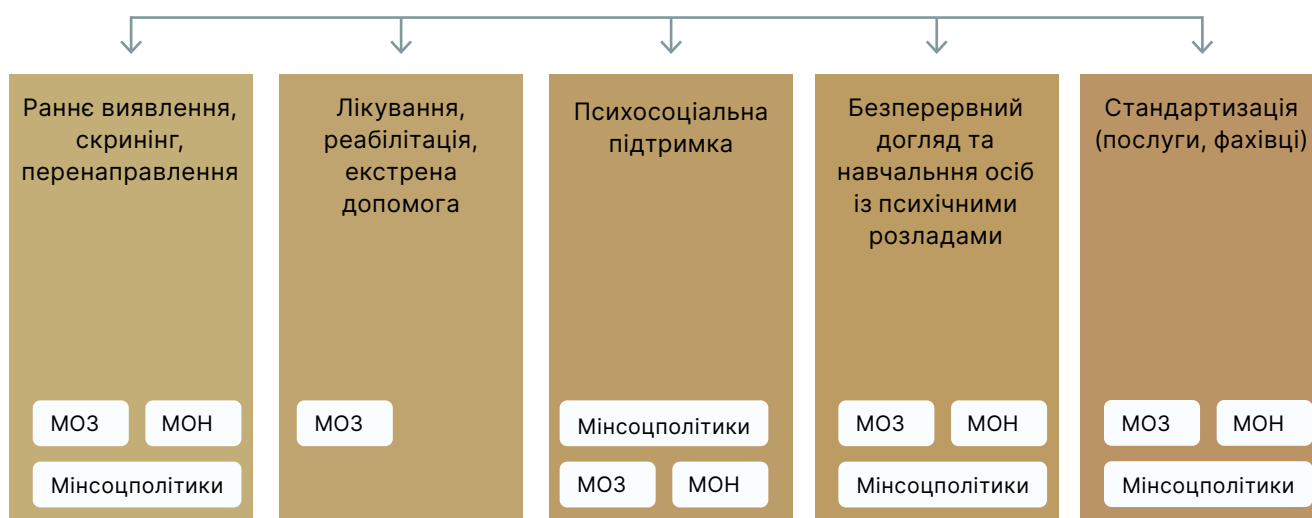 Раннє виявлення,
скринінг,
перенаправлення
МОЗ
МОН
Мінсоцполітики
Лікування,
реабілітація,
екстрена
допомога
МОЗ
Психосоціальна
підтримка
Мінсоцполітики
МОЗ
МОН
Безперервний
догляд та
навчальння осіб
із психічними
розладами
МОЗ
МОН
Мінсоцполітики
Стандартизація
(послуги, фахівці)
МОЗ
МОН
Мінсоцполітики